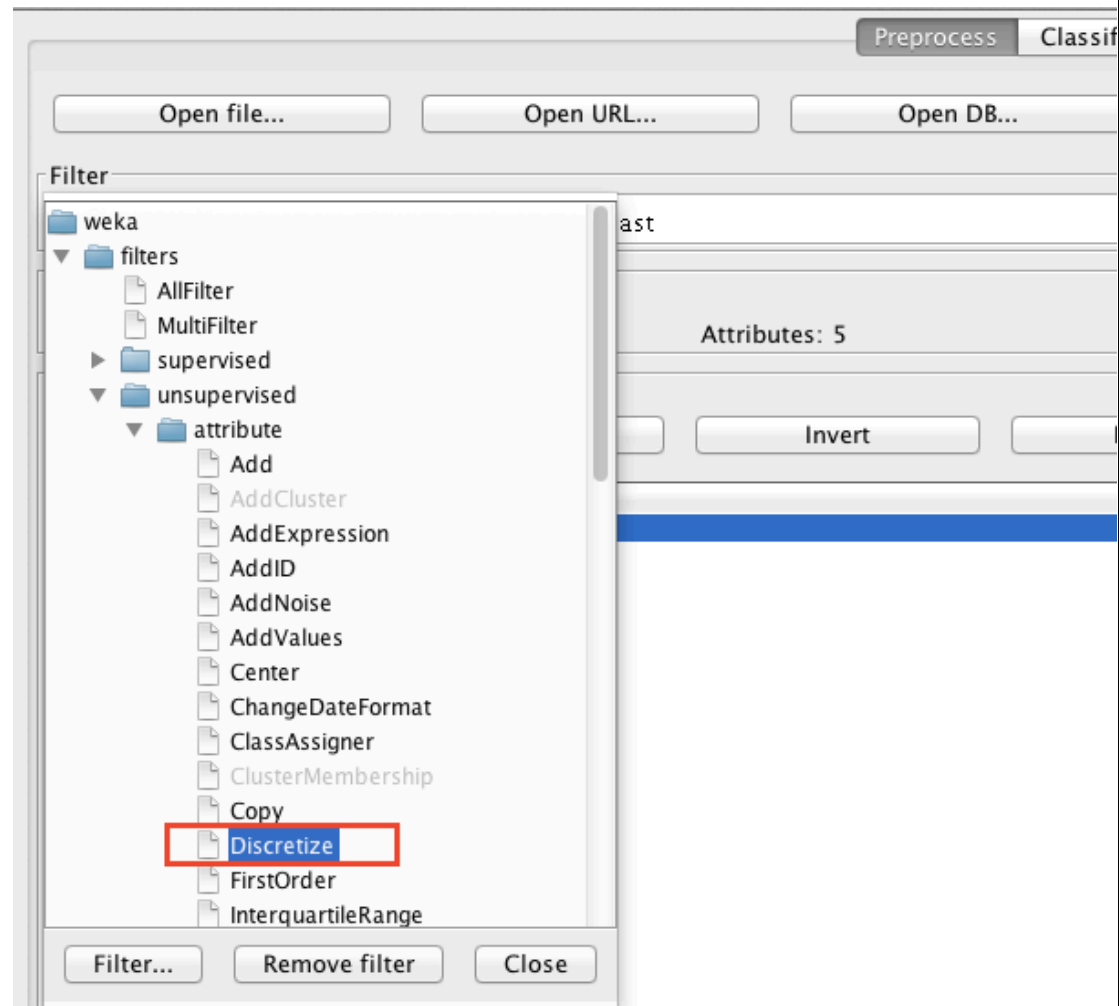 Preprocess Classif
Open file... Open URL... Open DB...
Filter
weka
ast
filters
AllFilter
MultiFilter
Attributes: 5
supervised
unsupervised
attribute
Invert
Add
AddCluster
AddExpression
AddID
AddNoise
AddValues
Center
ChangeDateFormat
ClassAssigner
ClusterMembership
Copy
Discretize
FirstOrder
InterquartileRange
Filter... Remove filter Close